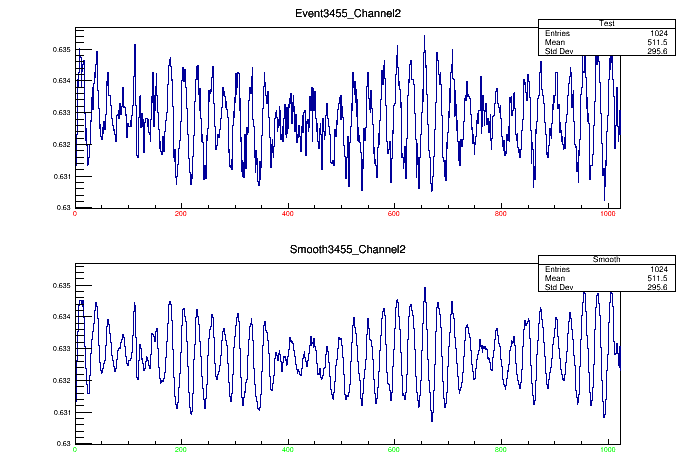 Event3455_Channel2
Test
Entries 1024
Mean 511.5
Std Dev 295.6
0.635
0.634
0.633
0.632
0.631
0.63
0 200 400 600 800 1000
Smooth3455_Channel2
Smooth
Entries 1024
Mean 511.5
Std Dev 295.6
0.635
0.634
0.633
0.632
0.631
0.63
0 200 400 600 800 1000